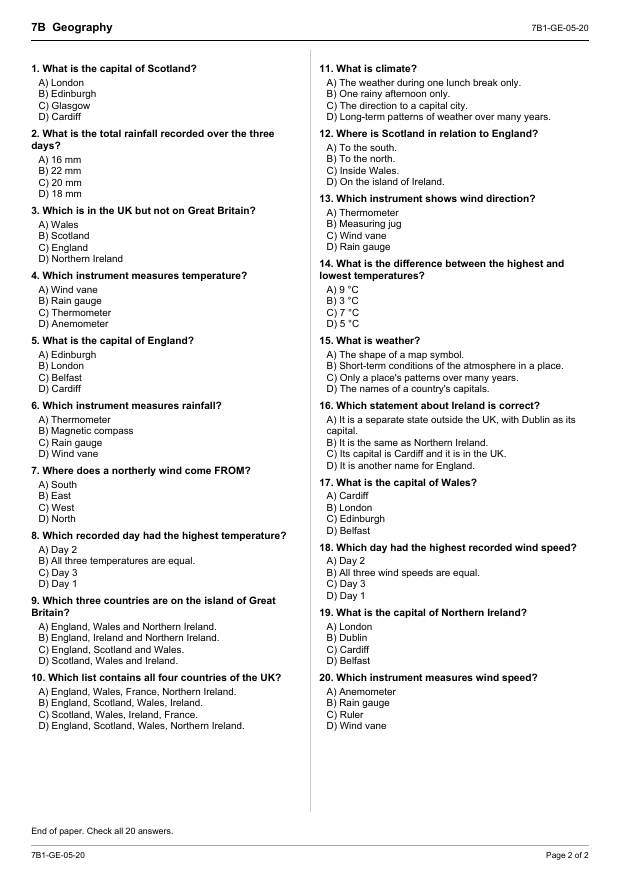 7B Geography
7B1-GE-05-20
1. What is the capital of Scotland?
A) London
B) Edinburgh
C) Glasgow
D) Cardiff
2. What is the total rainfall recorded over the three
days?
A) 16 mm
B) 22 mm
C) 20 mm
D) 18 mm
3. Which is in the UK but not on Great Britain?
A) Wales
B) Scotland
C) England
D) Northern Ireland
4. Which instrument measures temperature?
A) Wind vane
B) Rain gauge
C) Thermometer
D) Anemometer
5. What is the capital of England?
A) Edinburgh
B) London
C) Belfast
D) Cardiff
6. Which instrument measures rainfall?
A) Thermometer
B) Magnetic compass
C) Rain gauge
D) Wind vane
7. Where does a northerly wind come FROM?
A) South
B) East
C) West
D) North
8. Which recorded day had the highest temperature?
A) Day 2
B) All three temperatures are equal.
C) Day 3
D) Day 1
9. Which three countries are on the island of Great
Britain?
A) England, Wales and Northern Ireland.
B) England, Ireland and Northern Ireland.
C) England, Scotland and Wales.
D) Scotland, Wales and Ireland.
10. Which list contains all four countries of the UK?
A) England, Wales, France, Northern Ireland.
B) England, Scotland, Wales, Ireland.
C) Scotland, Wales, Ireland, France.
D) England, Scotland, Wales, Northern Ireland.
11. What is climate?
A) The weather during one lunch break only.
B) One rainy afternoon only.
C) The direction to a capital city.
D) Long-term patterns of weather over many years.
12. Where is Scotland in relation to England?
A) To the south.
B) To the north.
C) Inside Wales.
D) On the island of Ireland.
13. Which instrument shows wind direction?
A) Thermometer
B) Measuring jug
C) Wind vane
D) Rain gauge
14. What is the difference between the highest and
lowest temperatures?
A) 9 °C
B) 3 °C
C) 7 °C
D) 5 °C
15. What is weather?
A) The shape of a map symbol.
B) Short-term conditions of the atmosphere in a place.
C) Only a place's patterns over many years.
D) The names of a country's capitals.
16. Which statement about Ireland is correct?
A) It is a separate state outside the UK, with Dublin as its
capital.
B) It is the same as Northern Ireland.
C) Its capital is Cardiff and it is in the UK.
D) It is another name for England.
17. What is the capital of Wales?
A) Cardiff
B) London
C) Edinburgh
D) Belfast
18. Which day had the highest recorded wind speed?
A) Day 2
B) All three wind speeds are equal.
C) Day 3
D) Day 1
19. What is the capital of Northern Ireland?
A) London
B) Dublin
C) Cardiff
D) Belfast
20. Which instrument measures wind speed?
A) Anemometer
B) Rain gauge
C) Ruler
D) Wind vane
End of paper. Check all 20 answers.
7B1-GE-05-20
Page 2 of 2